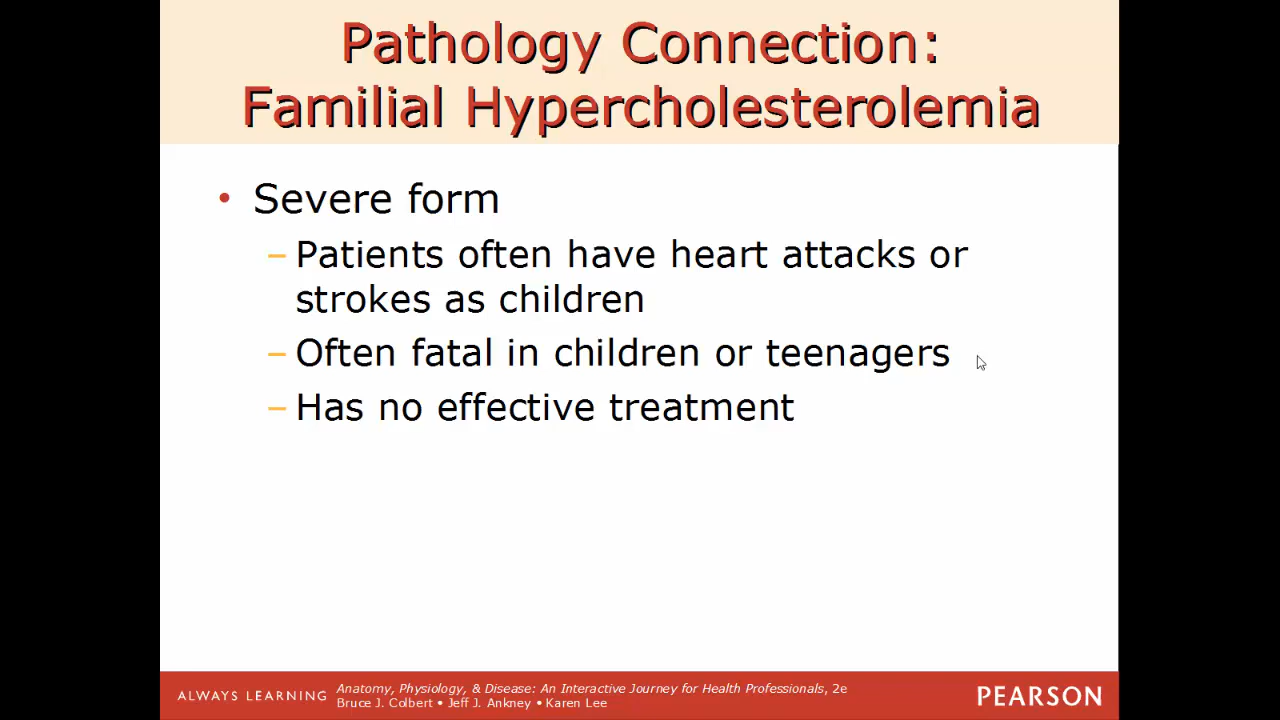 Pathology Connection:
Familial Hypercholesterolemia
• Severe form
– Patients often have heart attacks or
strokes as children
– Often fatal in children or teenagers
– Has no effective treatment
ALWAYS LEARNING
Anatomy, Physiology, & Disease: An Interactive Journey for Health Professionals, 2e
Bruce J. Colbert • Jeff J. Ankney • Karen Lee
PEARSON